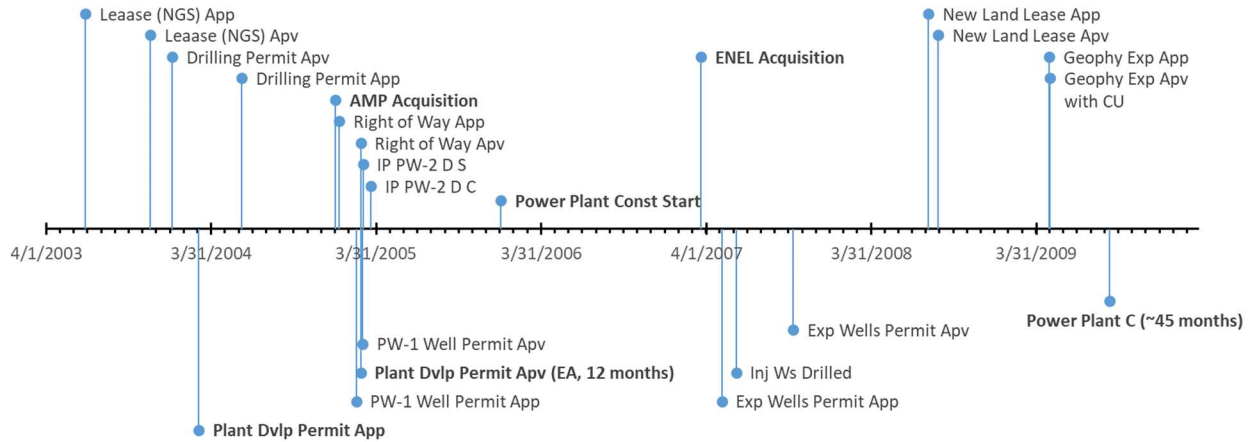 Leaase (NGS) App
New Land Lease App
Leaase (NGS) Apv
New Land Lease Apv
Drilling Permit Apv
ENEL Acquisition
Geophy Exp App
Drilling Permit App
Geophy Exp Apv
with CU
AMP Acquisition
Right of Way App
Right of Way Apv
IP PW-2 D S
IP PW-2 D C
Power Plant Const Start
4/1/2003
3/31/2004
3/31/2005
3/31/2006
4/1/2007
3/31/2008
3/31/2009
Power Plant C (~45 months)
Exp Wells Permit Apv
PW-1 Well Permit Apv
Plant Dvlp Permit Apv (EA, 12 months)
Inj Ws Drilled
PW-1 Well Permit App
Exp Wells Permit App
Plant Dvlp Permit App